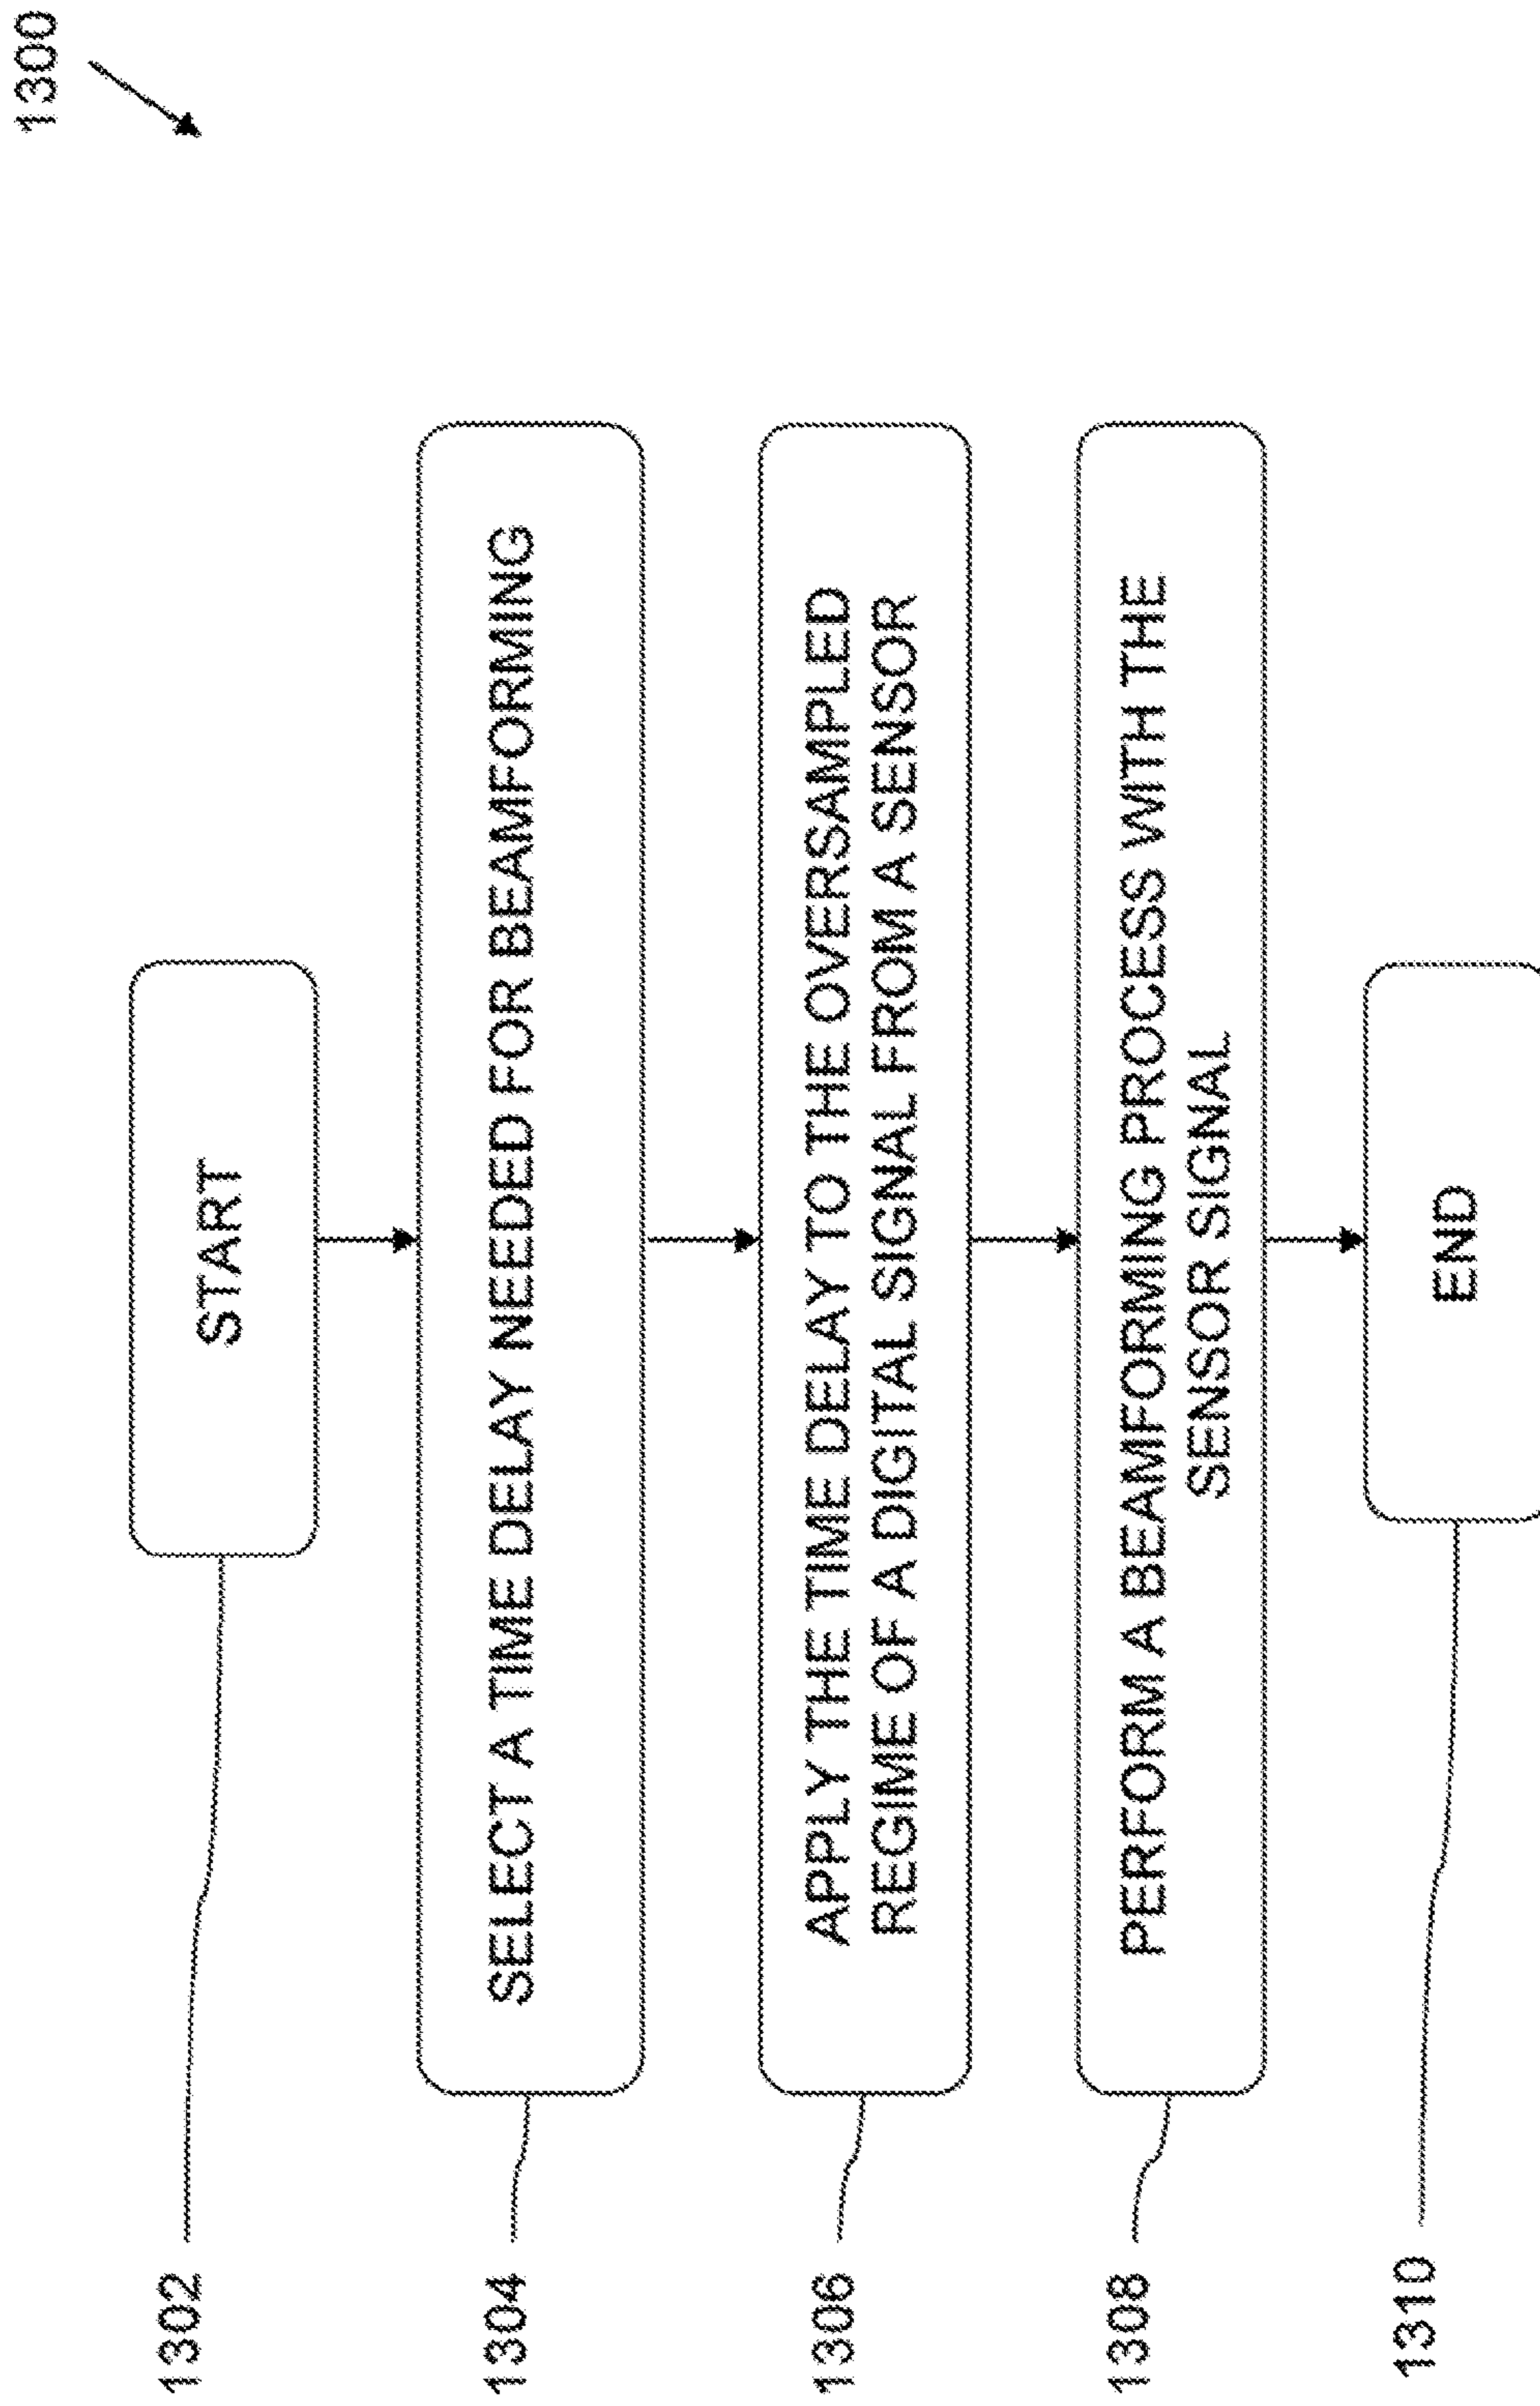 1300
1302
START
1304
SELECT A TIME DELAY NEEDED FOR BEAMFORMING
1306
APPLY THE TIME DELAY TO THE OVERSAMPLED
REGIME OF A DIGITAL SIGNAL FROM A SENSOR
1308
PERFORM A BEAMFORMING PROCESS WITH THE
SENSOR SIGNAL
1310
END